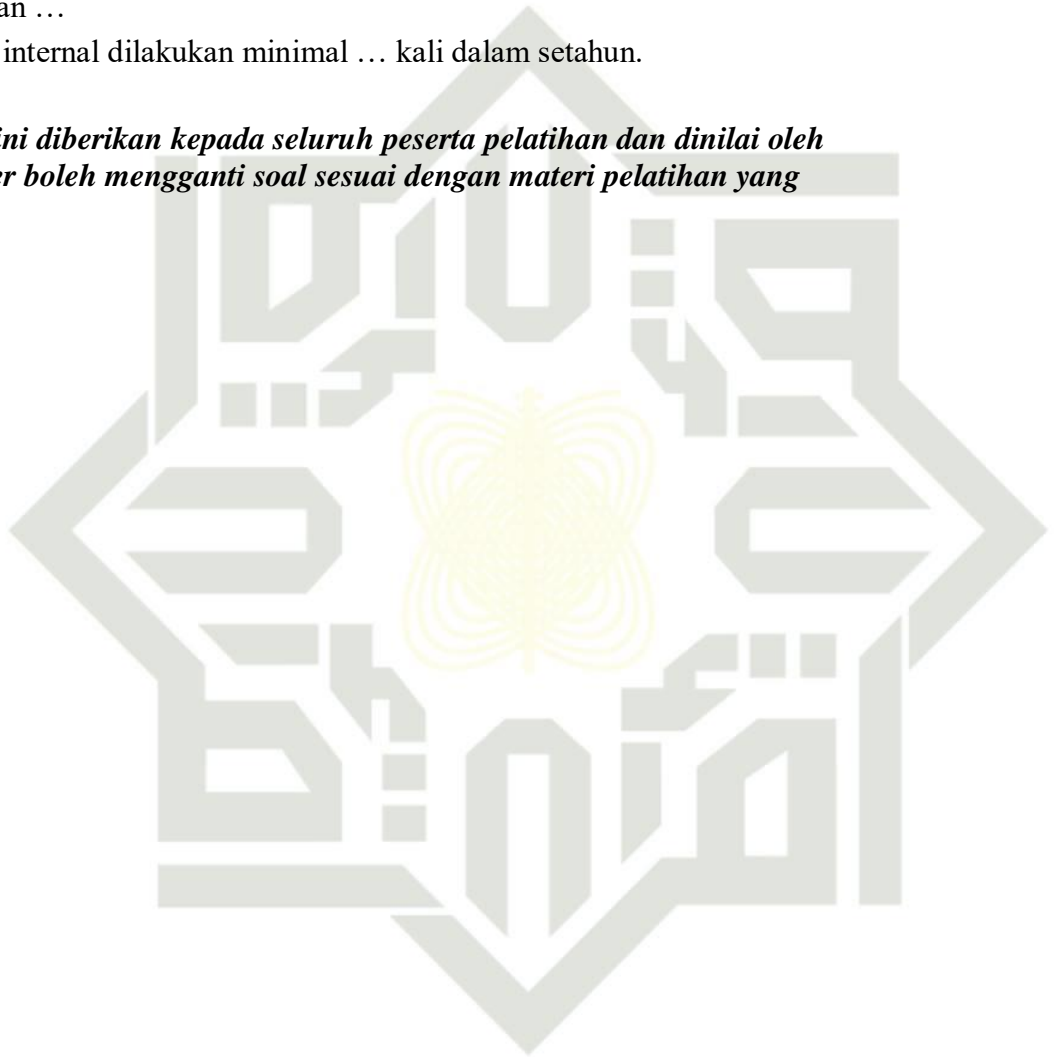 an …
internal dilakukan minimal … kali dalam setahun.
ini diberikan kepada seluruh peserta pelatihan dan dinilai oleh
er boleh mengganti soal sesuai dengan materi pelatihan yang